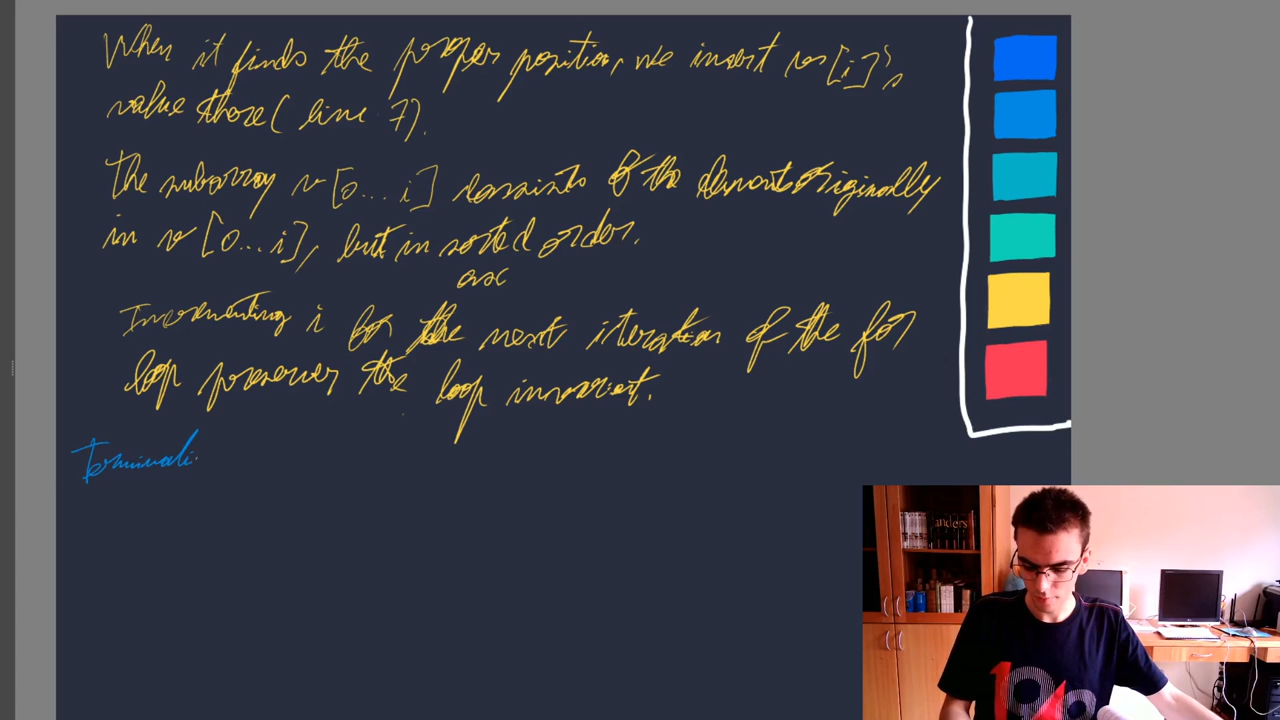 When it finds the proper position, we insert v[i]'s
value there( line 7).
The subarray v[0...i] consists of the elements originally
in v[0...i], but in sorted order.
asc
Incrementing i for the next iteration of the for
loop preserves the loop invariant.
Terminati
anders